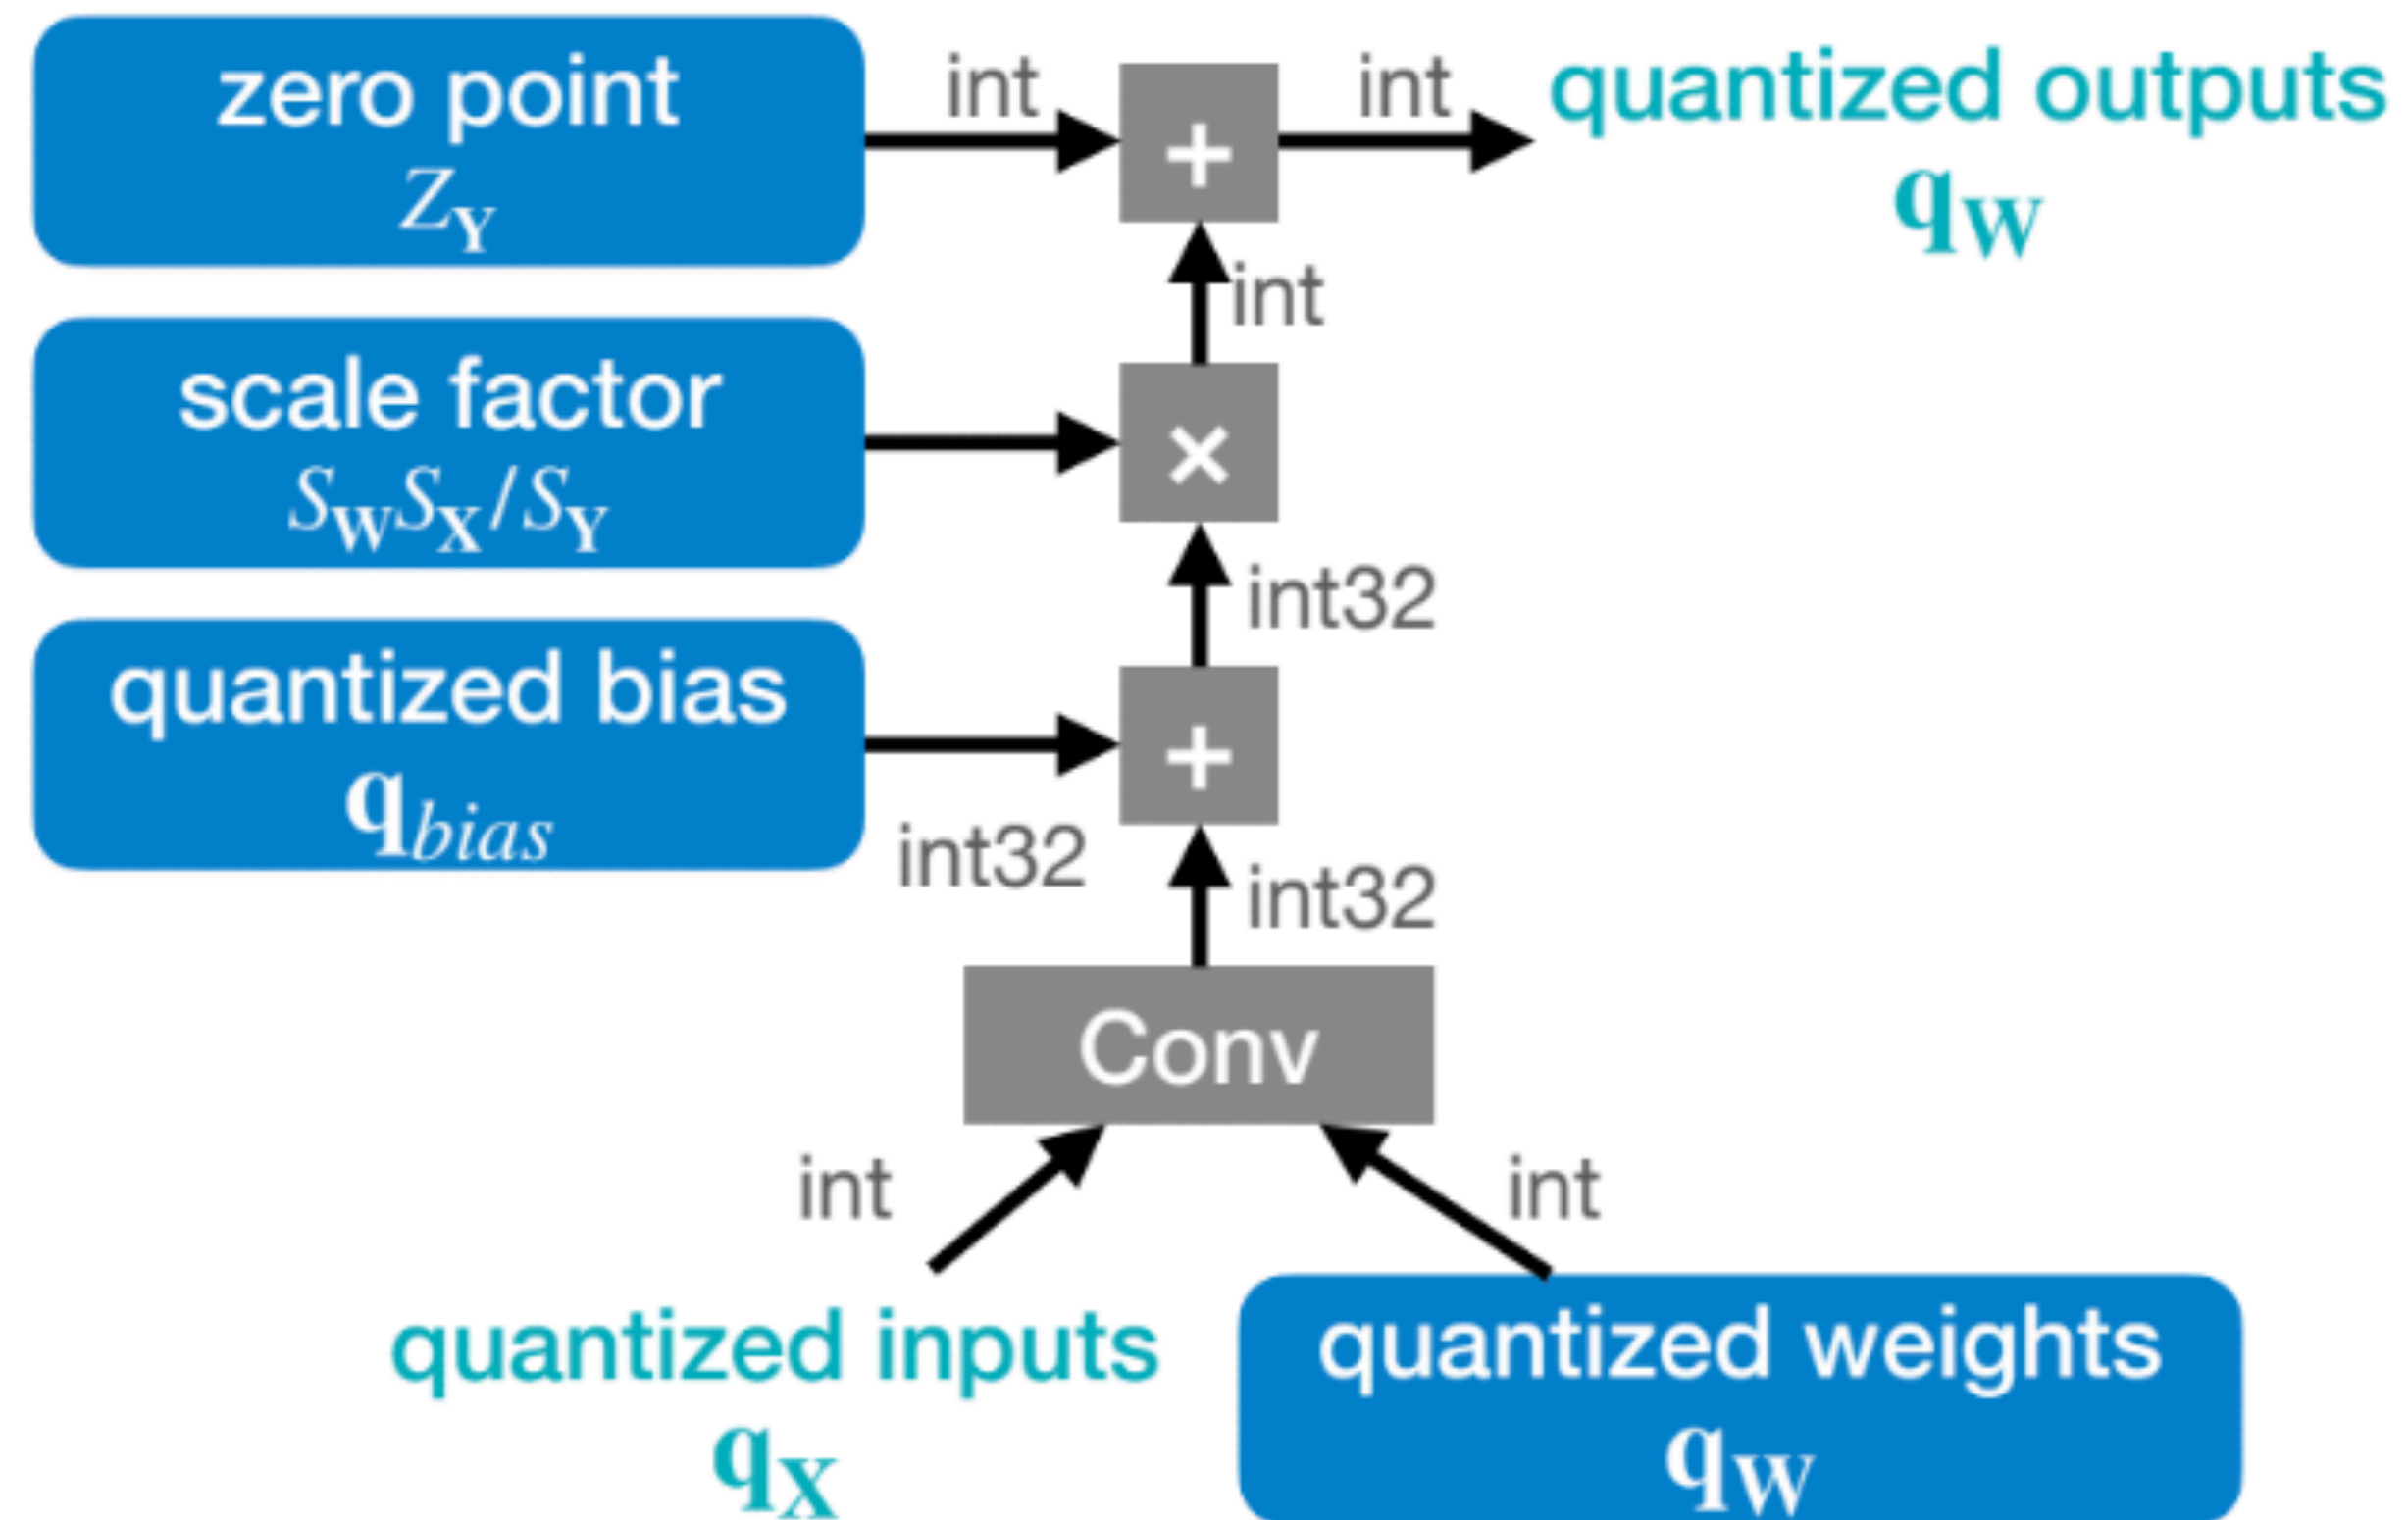 zero point
Z_Y
int
+
int
quantized outputs
q_W
int
scale factor
S_W S_X / S_Y
×
int32
quantized bias
q_bias
+
int32
int32
Conv
int
int
quantized inputs
q_X
quantized weights
q_W